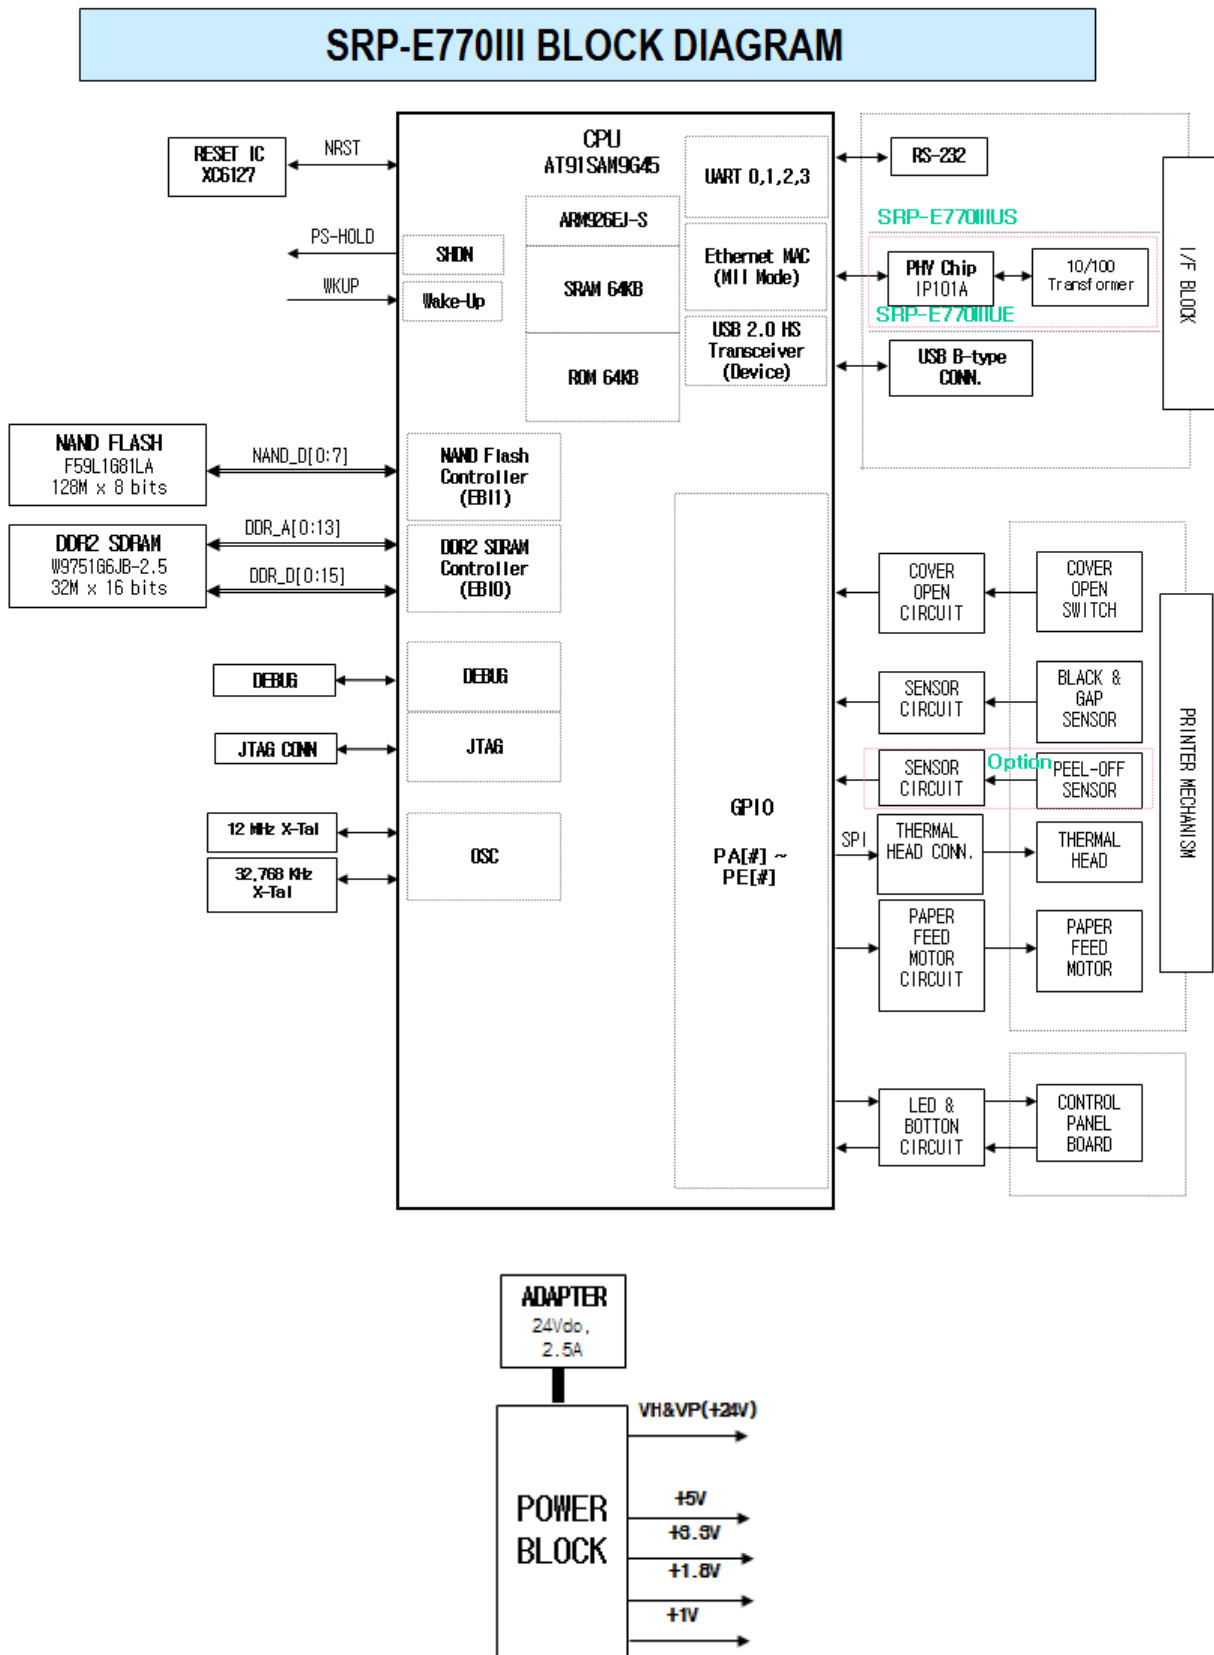 SRP-E770III BLOCK DIAGRAM
RESET IC
XC6127
NRST
PS-HOLD
WKUP
CPU
AT91SAM9G45
ARM926EJ-S
SRAM 64KB
ROM 64KB
SHDN
Wake-Up
UART 0,1,2,3
Ethernet MAC
(MII Mode)
USB 2.0 HS
Transceiver
(Device)
RS-232
SRP-E770IIIUS
PHY Chip
IP101A
10/100
Transformer
SRP-E770IIIUE
USB B-type
CONN.
I/F BLOCK
NAND FLASH
F59L1G81LA
128M x 8 bits
NAND_D[0:7]
NAND Flash
Controller
(EBI1)
DDR2 SDRAM
W9751G6JB-2.5
32M x 16 bits
DDR_A[0:13]
DDR_D[0:15]
DDR2 SDRAM
Controller
(EBI0)
DEBUG
DEBUG
JTAG CONN
JTAG
12 MHz X-Tal
32,768 KHz
X-Tal
OSC
GPIO
PA[#] ~
PE[#]
COVER
OPEN
CIRCUIT
COVER
OPEN
SWITCH
SENSOR
CIRCUIT
BLACK &
GAP
SENSOR
SENSOR
CIRCUIT
Option
PEEL-OFF
SENSOR
SPI
THERMAL
HEAD CONN.
THERMAL
HEAD
PAPER
FEED
MOTOR
CIRCUIT
PAPER
FEED
MOTOR
PRINTER MECHANISM
LED &
BOTTON
CIRCUIT
CONTROL
PANEL
BOARD
ADAPTER
24Vdo,
2.5A
POWER
BLOCK
VH&VP(+24V)
+5V
+3.3V
+1.8V
+1V